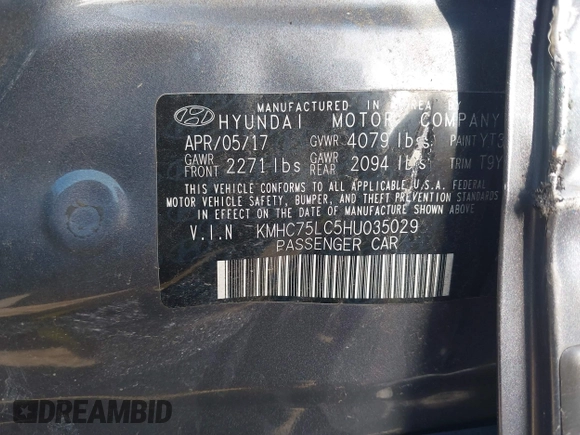 MANUFACTURED IN KOREA BY
HYUNDAI MOTOR COMPANY
APR/05/17 GVWR 4079 lbs PAINT YT3
GAWR FRONT 2271 lbs GAWR REAR 2094 lbs TRIM T9Y
THIS VEHICLE CONFORMS TO ALL APPLICABLE U.S.A. FEDERAL
MOTOR VEHICLE SAFETY, BUMPER, AND THEFT PREVENTION STANDARDS
IN EFFECT ON THE DATE OF MANUFACTURE SHOWN ABOVE.
V.I.N KMHC75LC5HU035029
PASSENGER CAR
DREAMBID